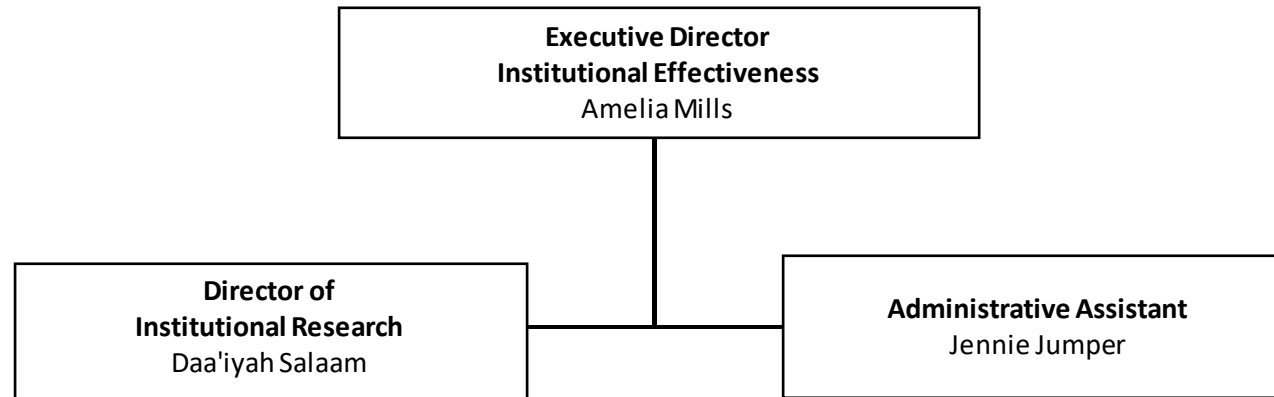 Executive Director
Institutional Effectiveness
Amelia Mills
Director of
Institutional Research
Daa'iyah Salaam
Administrative Assistant
Jennie Jumper